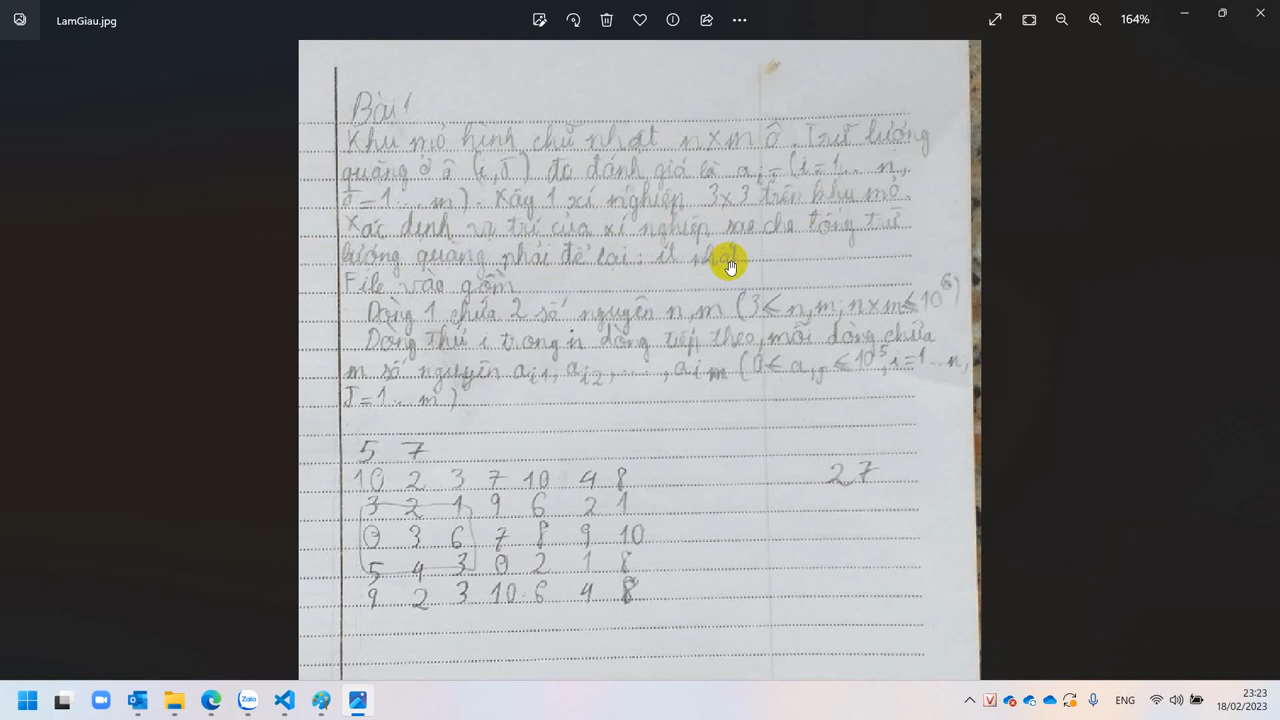 LamGiau.jpg
164%
Bài 1
Khu mỏ hình chữ nhật n×m ô. Trữ lượng
quặng ở ô (i, J) đo đánh giá là a i = (i=1... n,
J=1... m). Xây 1 xí nghiệp 3x3 trên khu mỏ.
Xác định vị trí của xí nghiệp sao cho tổng trữ
lượng quặng phải để lại: ít nhất
File vào gồm
Dòng 1 chứa 2 số nguyên n, m (3≤ n, m; n×m≤10⁶)
Dòng thứ i trong n dòng tiếp theo, mỗi dòng chứa
m số nguyên ai1, ai2, ...., aim (0≤ aiJ ≤10⁵, i=1...n,
J=1... m)
5 7
10 2 3 7 10 4 8
27
3 2 1 9 6 2 1
0 3 6 7 8 9 10
5 4 3 0 2 1 8
9 2 3 10 6 4 8
Zalo
V
ENG
23:23
18/02/2023